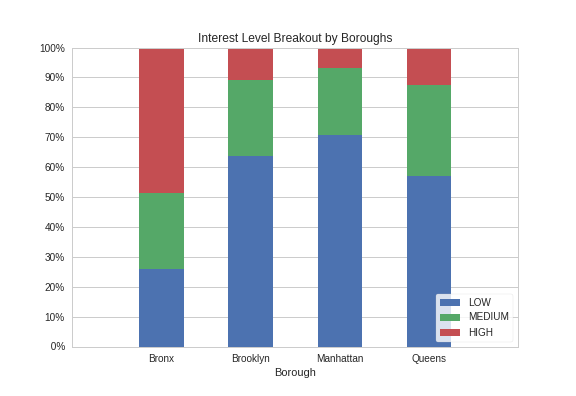 Interest Level Breakout by Boroughs
100%
90%
80%
70%
60%
50%
40%
30%
20%
10%
0%
LOW
MEDIUM
HIGH
Bronx Brooklyn Manhattan Queens
Borough